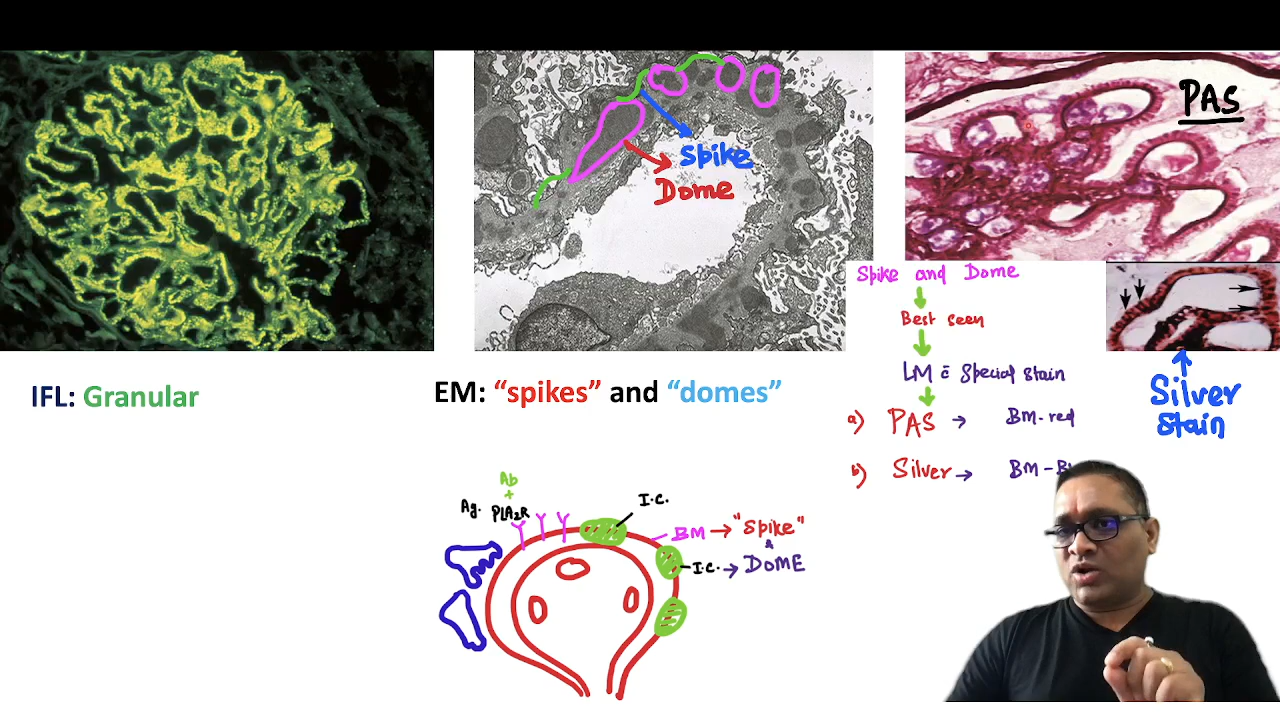 PAS
Spike
Dome
Spike and Dome
Best seen
LM c̄ Special stain
a) PAS → BM-red
b) Silver → BM-
Silver
stain
IFL: Granular
EM: “spikes” and “domes”
Ab
+
Ag. PLA2R
I.C.
BM → "Spike"
&
I.C. → DOME